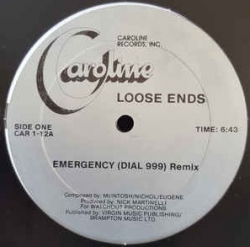 CAROLINE
RECORDS, INC.
Caroline
LOOSE ENDS
SIDE ONE
CAR 1-12A
TIME: 6:43
EMERGENCY (DIAL 999) Remix
Composed by: McINTOSH/NICHOL/EUGENE
Produced by: NICK MARTINELLI
For WATCHOUT PRODUCTIONS
Published by: VIRGIN MUSIC PUBLISHING/
BRAMPTON MUSIC LTD.